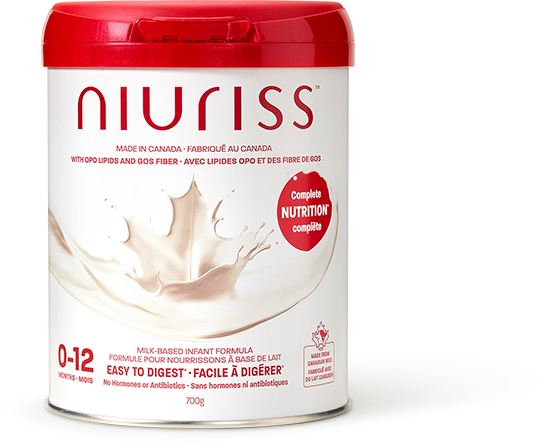 niuriss™
MADE IN CANADA · FABRIQUÉ AU CANADA
WITH OPO LIPIDS AND GOS FIBER · AVEC LIPIDES OPO ET DES FIBRE DE GOS
Complete
NUTRITION*
complète
0-12
MONTHS · MOIS
MILK-BASED INFANT FORMULA
FORMULE POUR NOURRISSONS À BASE DE LAIT
EASY TO DIGEST* · FACILE À DIGÉRER*
No Hormones or Antibiotics · Sans hormones ni antibiotiques
700g
MADE FROM
CANADIAN MILK
FABRIQUÉ AVEC
DU LAIT CANADIEN